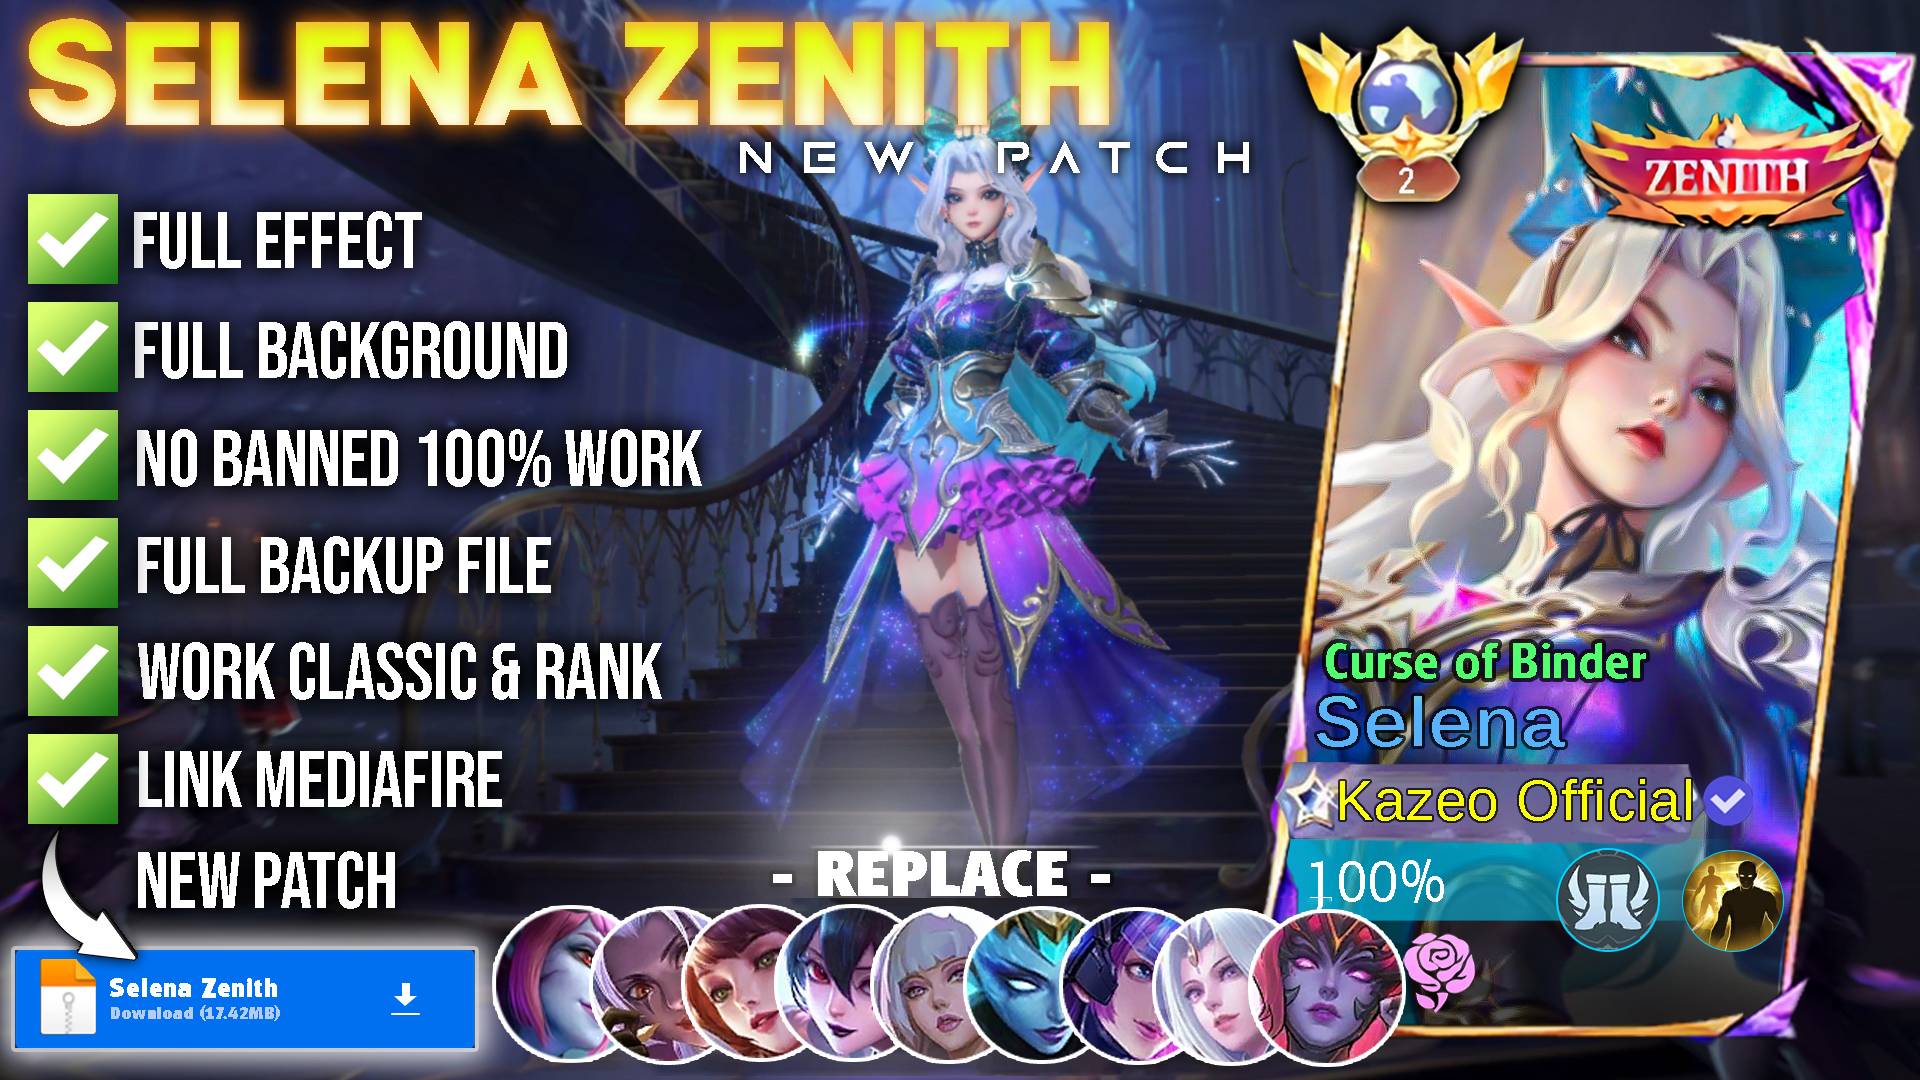 SELENA ZENITH
NEW PATCH
FULL EFFECT
FULL BACKGROUND
NO BANNED 100% WORK
FULL BACKUP FILE
WORK CLASSIC & RANK
LINK MEDIAFIRE
NEW PATCH
Selena Zenith
Download (17.42MB)
- REPLACE -
2
ZENITH
Curse of Binder
Selena
Kazeo Official
100%